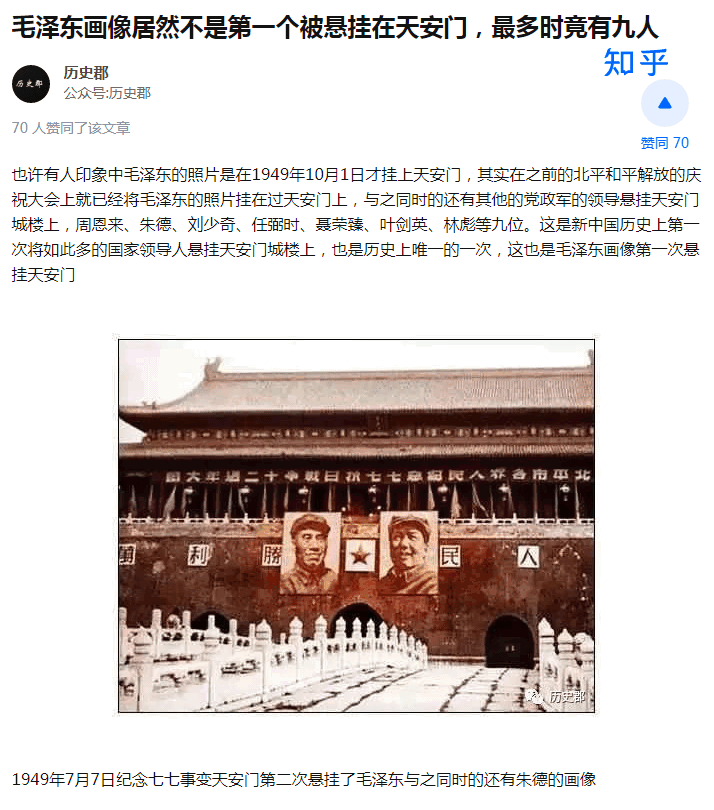 毛泽东画像居然不是第一个被悬挂在天安门，最多时竟有九人
知乎
历史郡
历史郡
公众号:历史郡
70 人赞同了该文章
赞同 70
也许有人印象中毛泽东的照片是在1949年10月1日才挂上天安门，其实在之前的北平和平解放的庆
祝大会上就已经将毛泽东的照片挂在过天安门上，与之同时的还有其他的党政军的领导悬挂天安门
城楼上，周恩来、朱德、刘少奇、任弼时、聂荣臻、叶剑英、林彪等九位。这是新中国历史上第一
次将如此多的国家领导人悬挂天安门城楼上，也是历史上唯一的一次，这也是毛泽东画像第一次悬
挂天安门
北平市各界人民紀念七七抗日戰爭十二週年大
人民勝利萬
历史郡
1949年7月7日纪念七七事变天安门第二次悬挂了毛泽东与之同时的还有朱德的画像